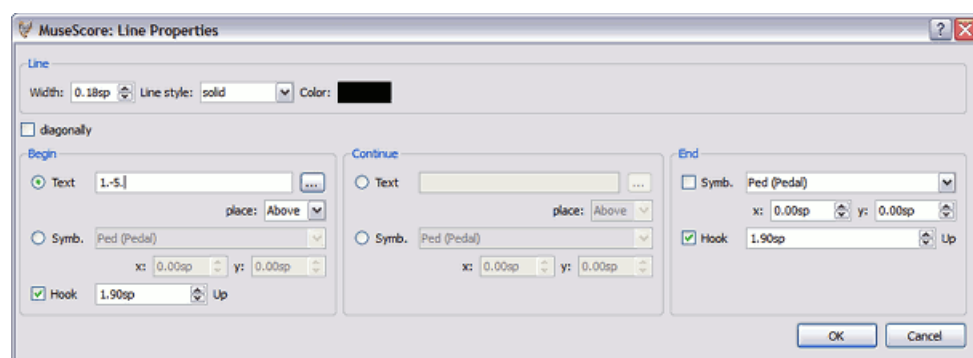 MuseScore: Line Properties
Line
Width: 0.18sp Line style: solid Color:
diagonally
Begin
Text 1.-5. ...
place: Above
Symb. Ped (Pedal)
x: 0.00sp y: 0.00sp
Hook 1.90sp Up
Continue
Text ...
place: Above
Symb. Ped (Pedal)
x: 0.00sp y: 0.00sp
End
Symb. Ped (Pedal)
x: 0.00sp y: 0.00sp
Hook 1.90sp Up
OK Cancel